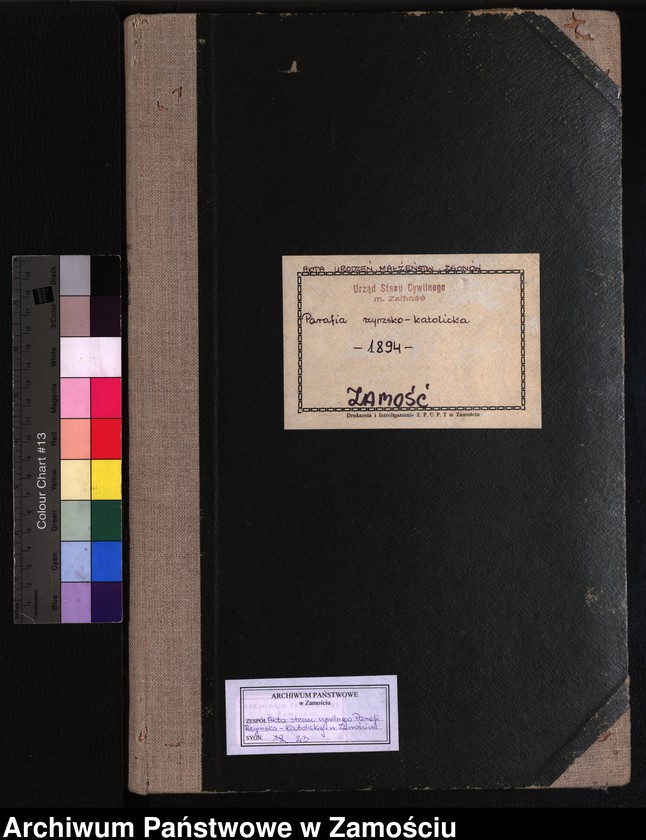 AKTA URODZEŃ MAŁŻEŃSTW ZGONÓW
Urząd Stanu Cywilnego
m. Zamość
Parafia rzymsko-katolicka
- 1894 -
ZAMOŚĆ
Drukarnia i Introligatornia Z. P. U. P. T w Zamościu
Colour Chart #13
Blue
Cyan
Green
Yellow
Red
Magenta
White
3/Color
Black
ARCHIWUM PAŃSTWOWE
w Zamościu
ZESPÓŁ Akta stanu cywilnego Parafii
Rzymsko-Katolickiej w Zamościu
SYGN. 23
Archiwum Państwowe w Zamościu